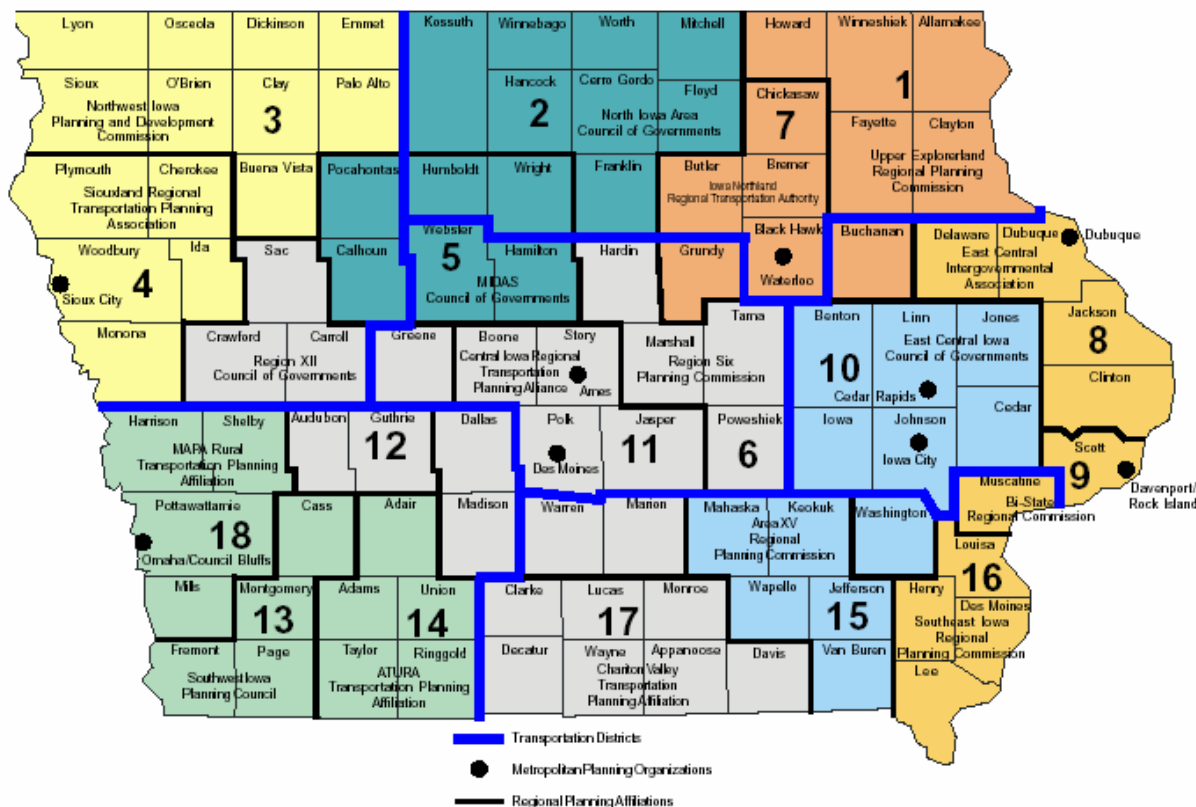 Lyon
Osceola
Dickinson
Emmet
Kossuth
Winnebago
Worth
Mitchell
Howard
Winneshiek
Allamakee
Sioux
O'Brien
Clay
Palo Alto
Hancock
Cerro Gordo
Floyd
Chickasaw
1
Northwest Iowa
Planning and Development
Commission
3
2
North Iowa Area
Council of Governments
7
Fayette
Clayton
Upper Explorerland
Regional Planning
Commission
Plymouth
Cherokee
Buena Vista
Pocahontas
Humboldt
Wright
Franklin
Butler
Bremer
Iowa Northland
Regional Transportation Authority
Siouxland Regional
Transportation Planning
Association
Woodbury
Ida
Sac
Calhoun
Webster
Hamilton
Hardin
Grundy
Black Hawk
Waterloo
Buchanan
Delaware
Dubuque
Dubuque
East Central
Intergovernmental
Association
4
Sioux City
5
MIDAS
Council of Governments
Monona
Crawford
Carroll
Greene
Boone
Story
Marshall
Tama
Benton
Linn
Jones
Jackson
Region XII
Council of Governments
Central Iowa Regional
Transportation
Planning Alliance
Ames
Region Six
Planning Commission
East Central Iowa
Council of Governments
10
Cedar Rapids
8
Clinton
Harrison
Shelby
Audubon
Guthrie
Dallas
Polk
Jasper
Poweshiek
Iowa
Johnson
Cedar
Scott
MAPA Rural
Transportation Planning
Affiliation
12
Des Moines
11
6
Iowa City
9
Davenport/
Rock Island
Pottawattamie
Cass
Adair
Madison
Warren
Marion
Mahaska
Keokuk
Washington
Muscatine
Bi-State
Regional Commission
18
Omaha/Council Bluffs
Area XV
Regional
Planning Commission
Louisa
Mills
Montgomery
Adams
Union
Clarke
Lucas
Monroe
Wapello
Jefferson
Henry
16
Des Moines
13
14
17
15
Southeast Iowa
Regional
Planning Commission
Fremont
Page
Taylor
Ringgold
Decatur
Wayne
Appanoose
Davis
Van Buren
Lee
Southwest Iowa
Planning Council
ATURA
Transportation Planning
Affiliation
Chariton Valley
Transportation
Planning Affiliation
Transportation Districts
Metropolitan Planning Organizations
Regional Planning Affiliations